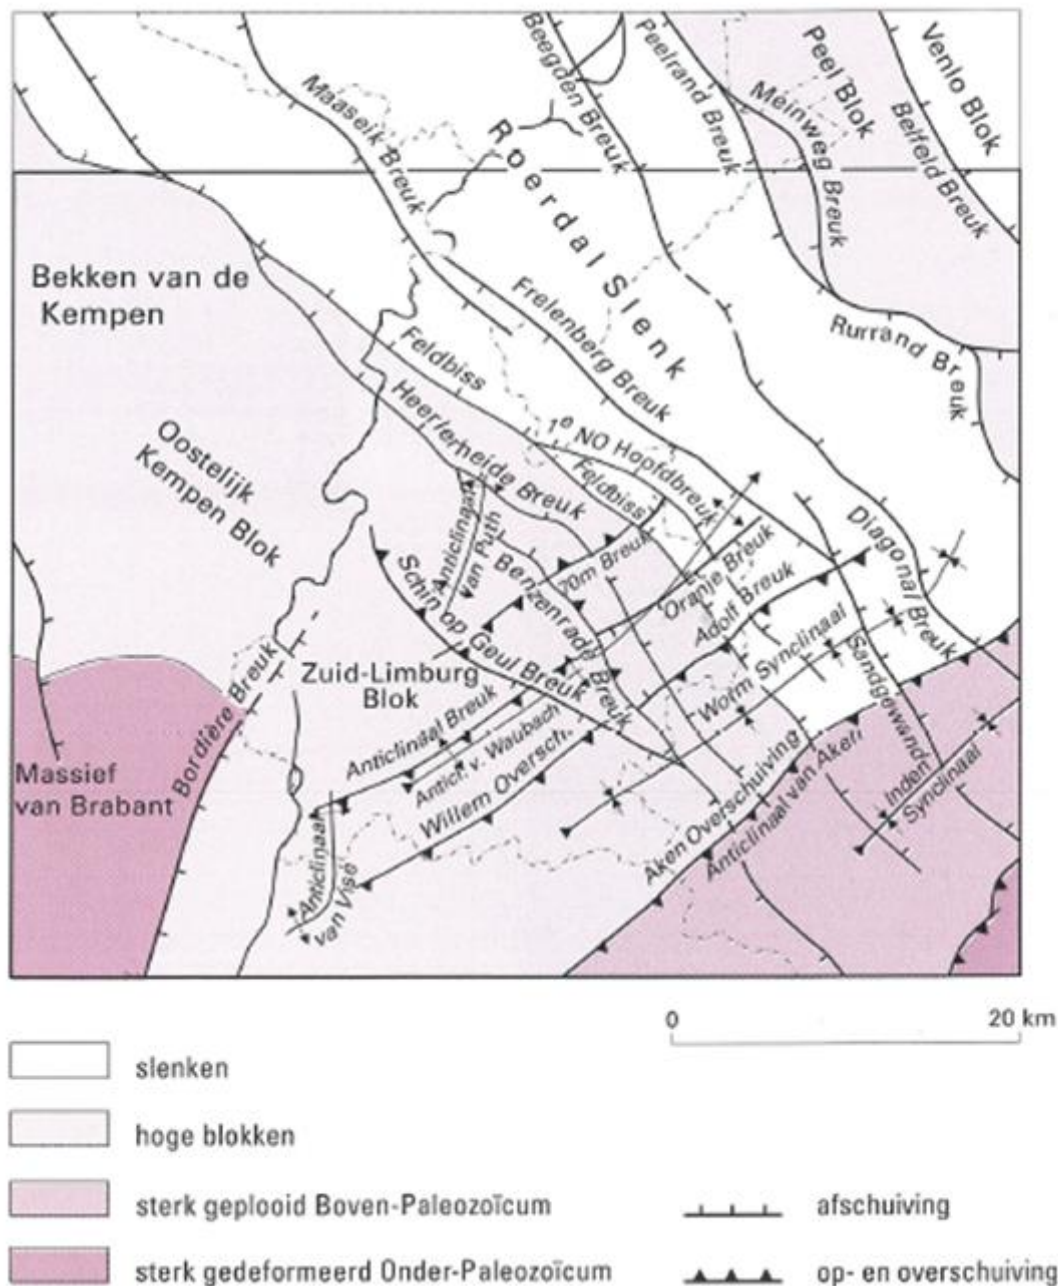 Beegden Breuk
Peelrand Breuk
Peel Blok
Meinweg Breuk
Venlo Blok
Belfeld Breuk
Maaseik Breuk
Roerdal Slenk
Bekken van de
Kempen
Frelenberg Breuk
Rurrand Breuk
Feldbiss
Heerlerheide Breuk
1e NO Hoofdbreuk
Feldbiss
Oostelijk
Kempen Blok
Anticlinaal
van Puth
Schin op Geul Breuk
Benzenrade Breuk
70m Breuk
Oranje Breuk
Adolf Breuk
Diagonal Breuk
Worm Synclinaal
Sandgewand
Zuid-Limburg
Blok
Bordière Breuk
Anticlinaal Breuk
Anticl. v. Waubach
Willem Oversch.
Massief
van Brabant
Aken Overschuiving
Anticlinaal van Aken
Inden
Synclinaal
Anticlinaal
van Visé
0 20 km
slenken
hoge blokken
sterk geplooid Boven-Paleozoïcum
afschuiving
sterk gedeformeerd Onder-Paleozoïcum
op- en overschuiving